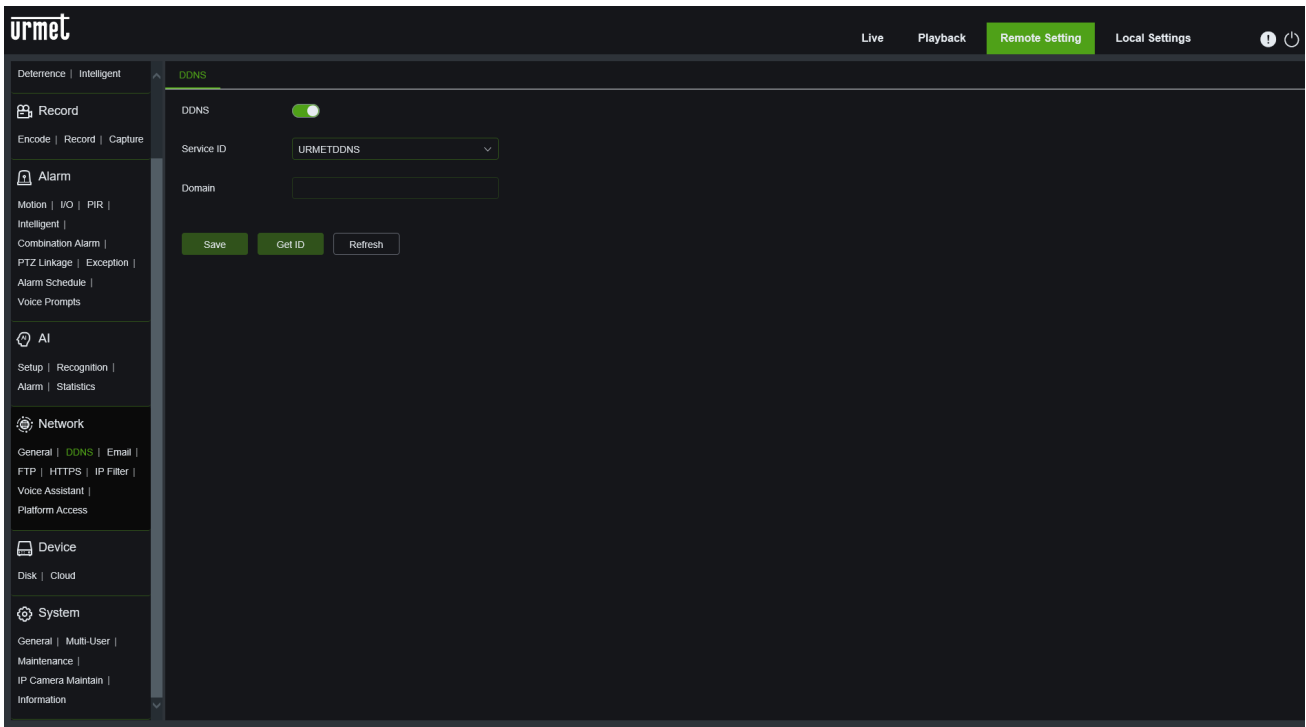 urmet
Live Playback Remote Setting Local Settings
Deterrence | Intelligent
Record
Encode | Record | Capture
Alarm
Motion | I/O | PIR |
Intelligent |
Combination Alarm |
PTZ Linkage | Exception |
Alarm Schedule |
Voice Prompts
AI
Setup | Recognition |
Alarm | Statistics
Network
General | DDNS | Email |
FTP | HTTPS | IP Filter |
Voice Assistant |
Platform Access
Device
Disk | Cloud
System
General | Multi-User |
Maintenance |
IP Camera Maintain |
Information
DDNS
DDNS
Service ID URMETDDNS
Domain
Save Get ID Refresh